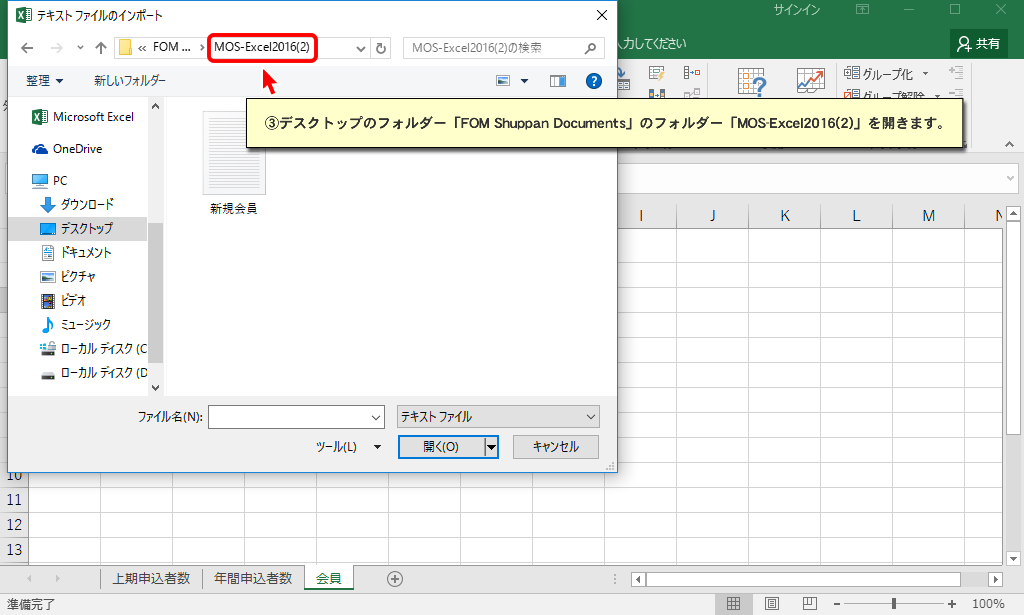 テキスト ファイルのインポート
サインイン
FOM ...
MOS-Excel2016(2)
MOS-Excel2016(2)の検索
入力してください
共有
整理
新しいフォルダー
グループ化
グループ解除
③デスクトップのフォルダー「FOM Shuppan Documents」のフォルダー「MOS-Excel2016(2)」を開きます。
Microsoft Excel
OneDrive
PC
ダウンロード
デスクトップ
ドキュメント
ピクチャ
ビデオ
ミュージック
ローカル ディスク (C
ローカル ディスク (D
新規会員
I J K L M N
ファイル名(N):
テキスト ファイル
ツール(L)
開く(O)
キャンセル
10
11
12
13
上期申込者数
年間申込者数
会員
準備完了
100%